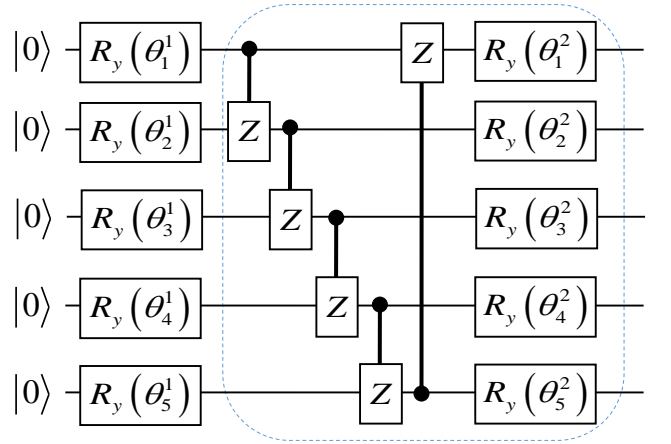 |0⟩ R_y(θ_1^1) Z R_y(θ_1^2)
|0⟩ R_y(θ_2^1) Z R_y(θ_2^2)
|0⟩ R_y(θ_3^1) Z R_y(θ_3^2)
|0⟩ R_y(θ_4^1) Z R_y(θ_4^2)
|0⟩ R_y(θ_5^1) Z R_y(θ_5^2)